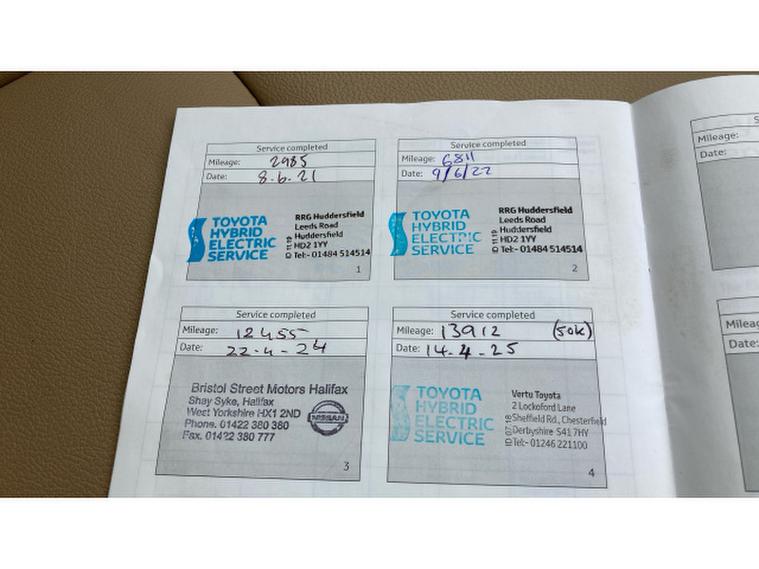 Service completed
Mileage: 2985
Date: 8.6.21
TOYOTA
HYBRID
ELECTRIC
SERVICE
RRG Huddersfield
Leeds Road
Huddersfield
HD2 1YY
Tel:- 01484 514514
1
Service completed
Mileage: 6811
Date: 9/6/22
TOYOTA
HYBRID
ELECTRIC
SERVICE
RRG Huddersfield
Leeds Road
Huddersfield
HD2 1YY
Tel:- 01484 514514
2
Service completed
Mileage: 12455
Date: 22-4-24
Bristol Street Motors Halifax
Shay Syke, Halifax
West Yorkshire HX1 2ND
Phone. 01422 380 360
Fax. 01422 380 777
NISSAN
3
Service completed
Mileage: 13912 (50k)
Date: 14.4.25
TOYOTA
HYBRID
ELECTRIC
SERVICE
Vertu Toyota
2 Lockoford Lane
Sheffield Rd., Chesterfield
Derbyshire S41 7HY
Tel:- 01246 221100
4
Mileage:
Date:
Date: